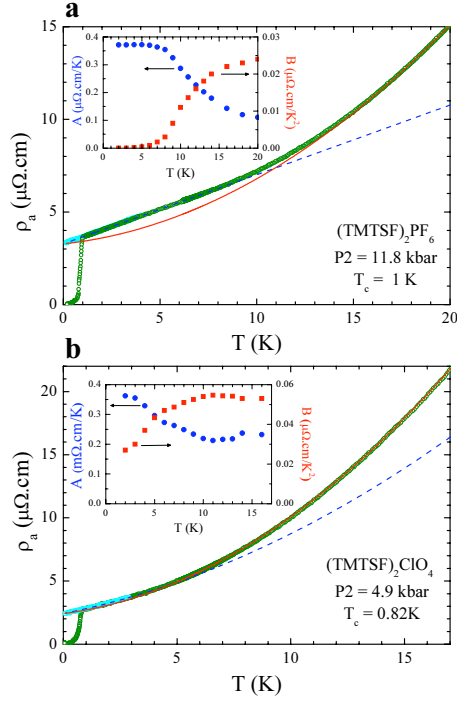 a
15
10
5
0
ρa (μΩ.cm)
0 5 10 15 20
T (K)
0.4
0.3
0.2
0.1
0.0
A (μΩ.cm/K)
0.03
0.02
0.01
0.00
B (μΩ.cm/K²)
0 5 10 15 20
T (K)
(TMTSF)₂PF₆
P2 = 11.8 kbar
Tc = 1 K
b
20
15
10
5
0
ρa (μΩ.cm)
0 5 10 15
T (K)
0.4
0.3
0.2
0.1
0.0
A (mΩ.cm/K)
0.06
0.04
0.02
0.00
B (μΩ.cm/K²)
0 5 10 15
T (K)
(TMTSF)₂ClO₄
P2 = 4.9 kbar
Tc = 0.82K